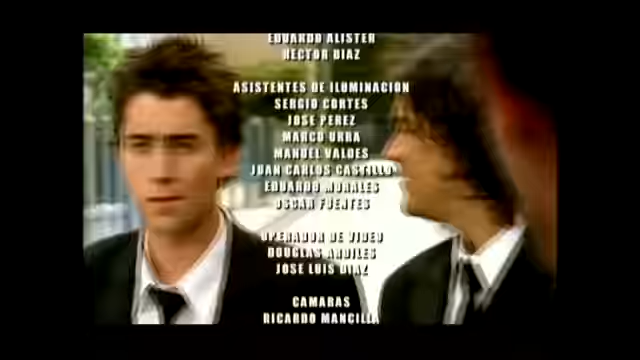 EDUARDO ALISTER
HECTOR DIAZ
ASISTENTES DE ILUMINACION
SERGIO CORTES
JOSE PEREZ
MARCO URRA
MANUEL VALDES
JUAN CARLOS CASTILLO
EDUARDO MORALES
OSCAR FUENTES
OPERADOR DE VIDEO
DOUGLAS ARDILES
JOSE LUIS DIAZ
CAMARAS
RICARDO MANCILLA